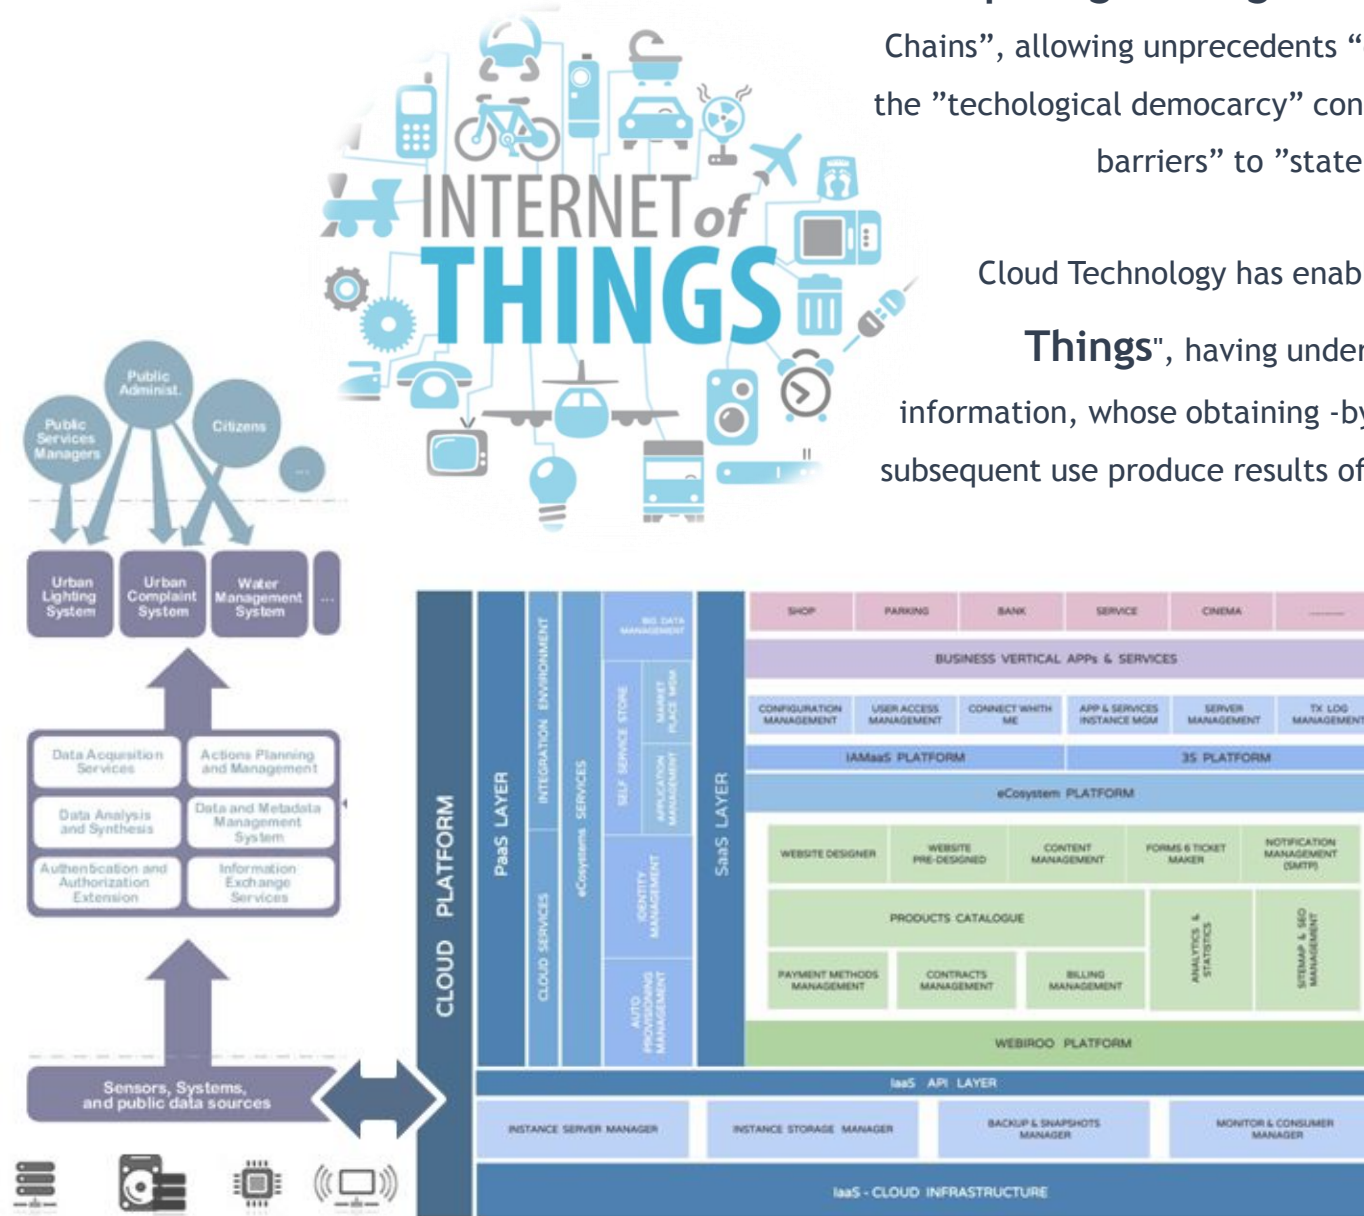 Chains”, allowing unprecedents “
the ”techological democarcy” con
barriers” to ”state
INTERNET of
THINGS
Cloud Technology has enab
Things", having under
information, whose obtaining -by
subsequent use produce results of
Public
Administ.
Public
Services
Managers
Citizens
...
Urban
Lighting
System
Urban
Complaint
System
Water
Management
System
...
Data Acquisition
Services
Actions Planning
and Management
Data Analysis
and Synthesis
Data and Metadata
Management
System
Authentication and
Authorization
Extension
Information
Exchange
Services
Sensors, Systems,
and public data sources
CLOUD PLATFORM
PaaS LAYER
INTEGRATION ENVIRONMENT
CLOUD SERVICES
eCosystems SERVICES
BIG DATA
MANAGEMENT
SELF SERVICE STORE
MARKET
PLACE MGM
APPLICATION
MANAGEMENT
IDENTITY
MANAGEMENT
AUTO
PROVISIONING
MANAGEMENT
SaaS LAYER
SHOP
PARKING
BANK
SERVICE
CINEMA
BUSINESS VERTICAL APPs & SERVICES
CONFIGURATION
MANAGEMENT
USER ACCESS
MANAGEMENT
CONNECT WHITH
ME
APP & SERVICES
INSTANCE MGM
SERVER
MANAGEMENT
TX LOG
MANAGEMENT
IAMaaS PLATFORM
3S PLATFORM
eCosystem PLATFORM
WEBSITE DESIGNER
WEBSITE
PRE-DESIGNED
CONTENT
MANAGEMENT
FORMS & TICKET
MAKER
NOTIFICATION
MANAGEMENT
(SMTP)
PRODUCTS CATALOGUE
ANALYTICS &
STATISTICS
SITEMAP & SEO
MANAGEMENT
PAYMENT METHODS
MANAGEMENT
CONTRACTS
MANAGEMENT
BILLING
MANAGEMENT
WEBIROO PLATFORM
IaaS API LAYER
INSTANCE SERVER MANAGER
INSTANCE STORAGE MANAGER
BACKUP & SNAPSHOTS
MANAGER
MONITOR & CONSUMER
MANAGER
IaaS - CLOUD INFRASTRUCTURE